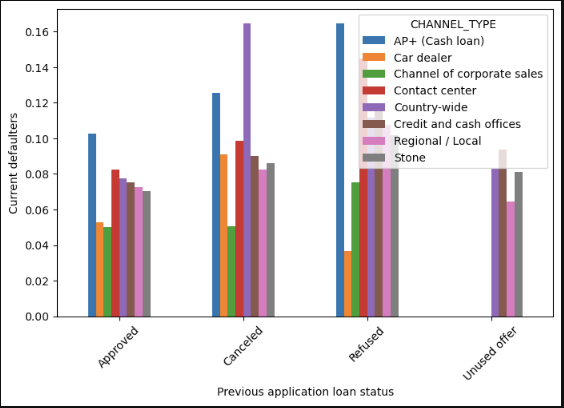 CHANNEL_TYPE
AP+ (Cash loan)
Car dealer
Channel of corporate sales
Contact center
Country-wide
Credit and cash offices
Regional / Local
Stone
Current defaulters
0.16
0.14
0.12
0.10
0.08
0.06
0.04
0.02
0.00
Approved
Canceled
Refused
Unused offer
Previous application loan status